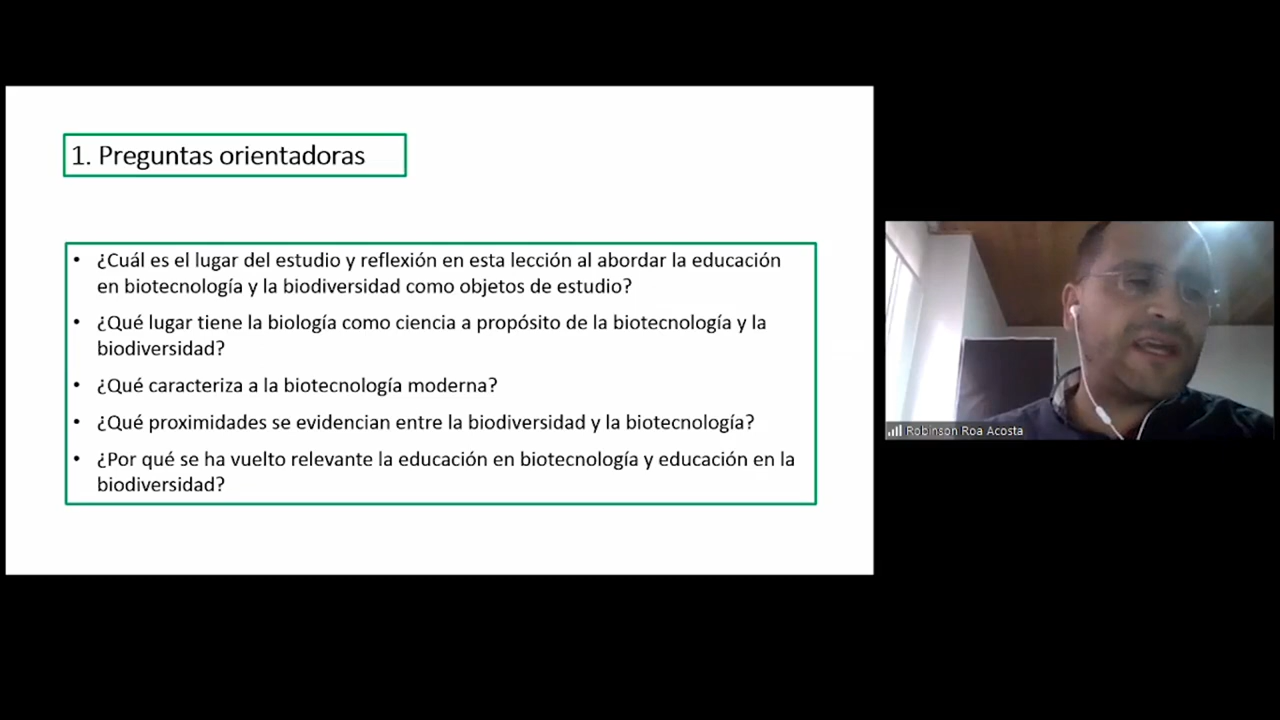 1. Preguntas orientadoras
• ¿Cuál es el lugar del estudio y reflexión en esta lección al abordar la educación
en biotecnología y la biodiversidad como objetos de estudio?
• ¿Qué lugar tiene la biología como ciencia a propósito de la biotecnología y la
biodiversidad?
• ¿Qué caracteriza a la biotecnología moderna?
• ¿Qué proximidades se evidencian entre la biodiversidad y la biotecnología?
• ¿Por qué se ha vuelto relevante la educación en biotecnología y educación en la
biodiversidad?
Robinson Roa Acosta